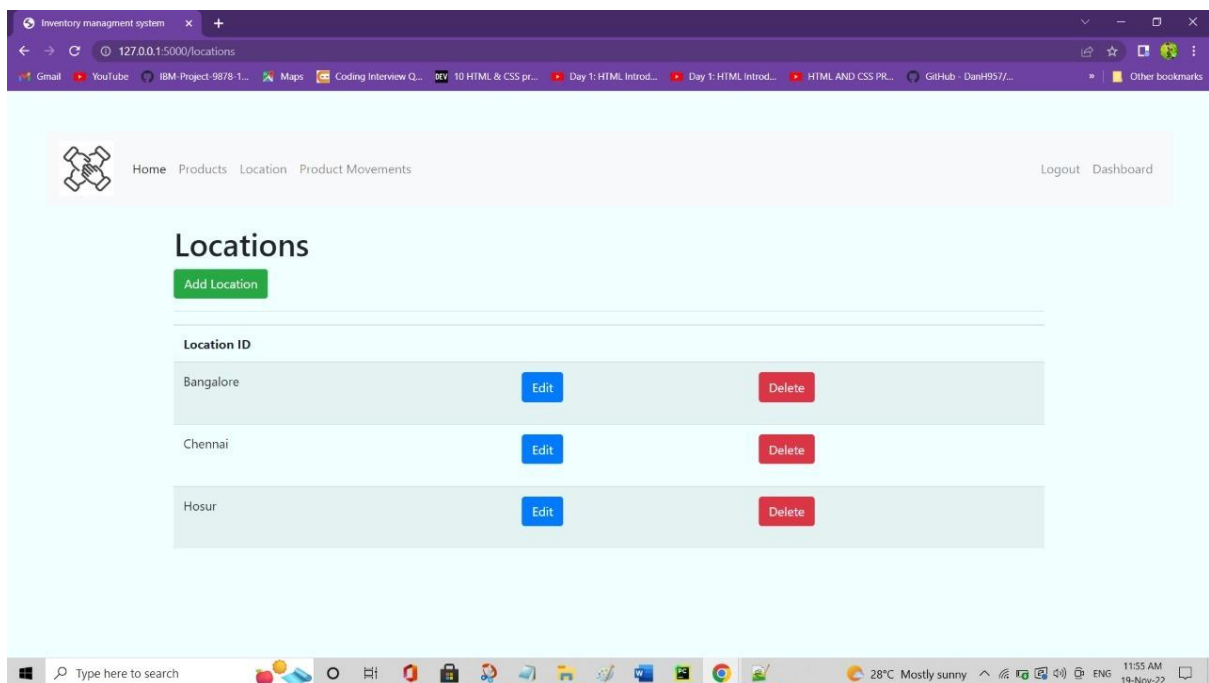 Inventory managment system
127.0.0.1:5000/locations
Gmail YouTube IBM-Project-9878-1... Maps Coding Interview Q... DEV 10 HTML & CSS pr... Day 1: HTML Introd... Day 1: HTML Introd... HTML AND CSS PR... GitHub - DanH957/... » Other bookmarks
Home Products Location Product Movements Logout Dashboard
Locations
Add Location
Location ID
Bangalore Edit Delete
Chennai Edit Delete
Hosur Edit Delete
Type here to search 28°C Mostly sunny ENG 11:55 AM
19-Nov-22